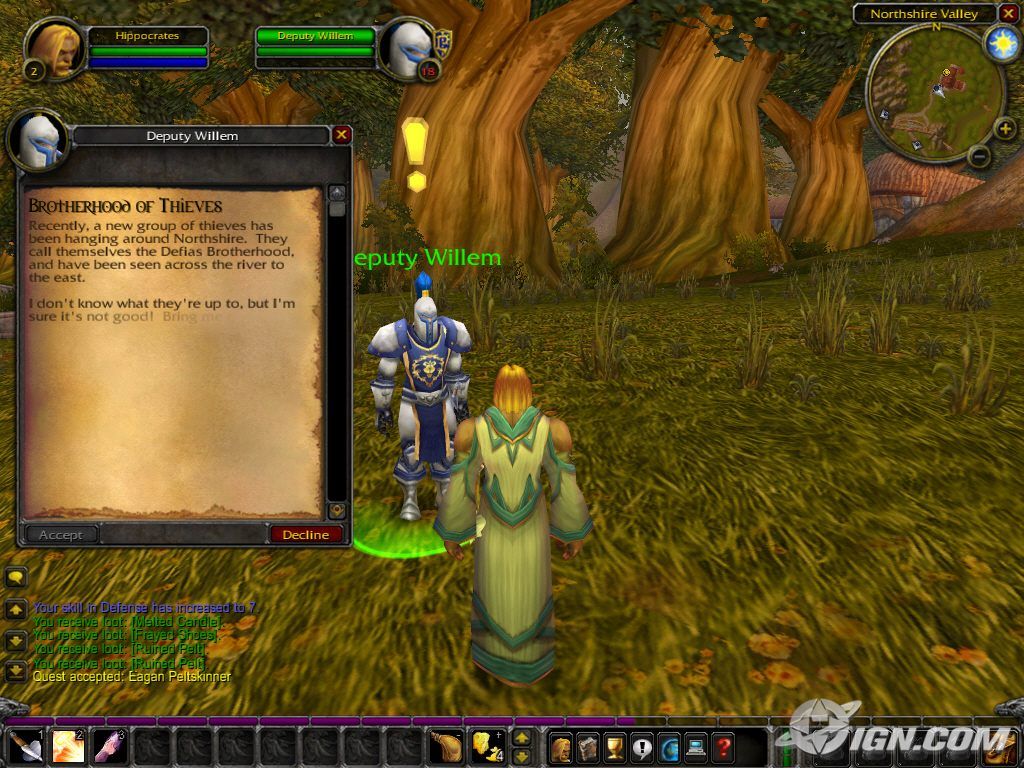 Hippocrates
2
Deputy Willem
18
Northshire Valley
N
Deputy Willem
BROTHERHOOD OF THIEVES
Recently, a new group of thieves has
been hanging around Northshire. They
call themselves the Defias Brotherhood,
and have been seen across the river to
the east.
I don't know what they're up to, but I'm
sure it's not good! Bring me
Accept
Decline
eputy Willem
Your skill in Defense has increased to 7.
You receive loot: [Melted Candle].
You receive loot: [Frayed Shoes].
You receive loot: [Ruined Pelt].
You receive loot: [Ruined Pelt].
Quest accepted: Eagan Peltskinner
1
2
3
4
IGN.COM